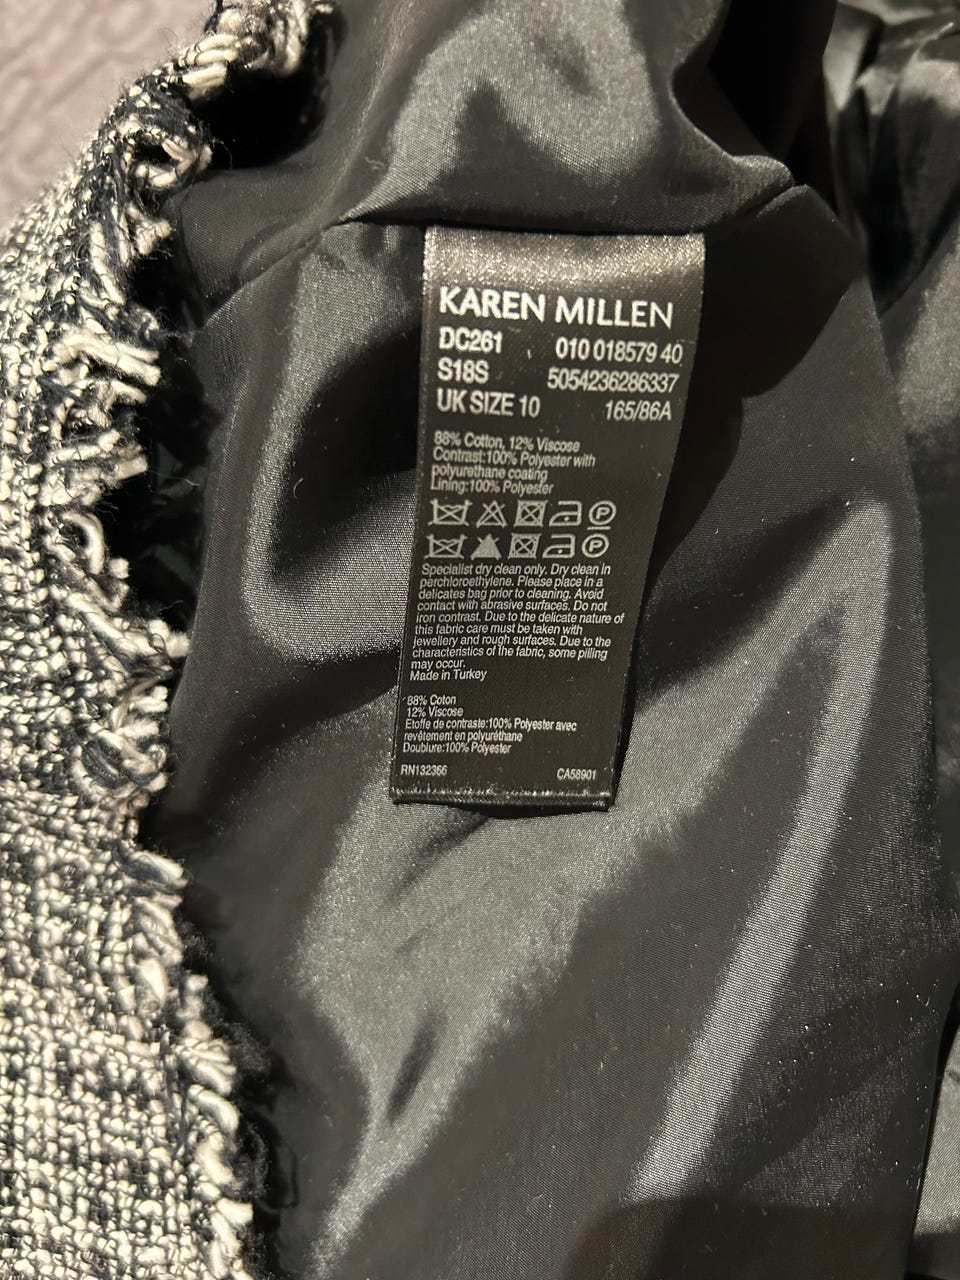 KAREN MILLEN
DC261 010 018579 40
S18S 5054236286337
UK SIZE 10 165/86A
88% Cotton, 12% Viscose
Contrast:100% Polyester with
polyurethane coating
Lining:100% Polyester
P
P
Specialist dry clean only. Dry clean in
perchloroethylene. Please place in a
delicates bag prior to cleaning. Avoid
contact with abrasive surfaces. Do not
iron contrast. Due to the delicate nature of
this fabric care must be taken with
jewellery and rough surfaces. Due to the
characteristics of the fabric, some pilling
may occur.
Made in Turkey
88% Coton
12% Viscose
Etoffe de contraste:100% Polyester avec
revêtement en polyuréthane
Doublure:100% Polyester
RN132366 CA58901